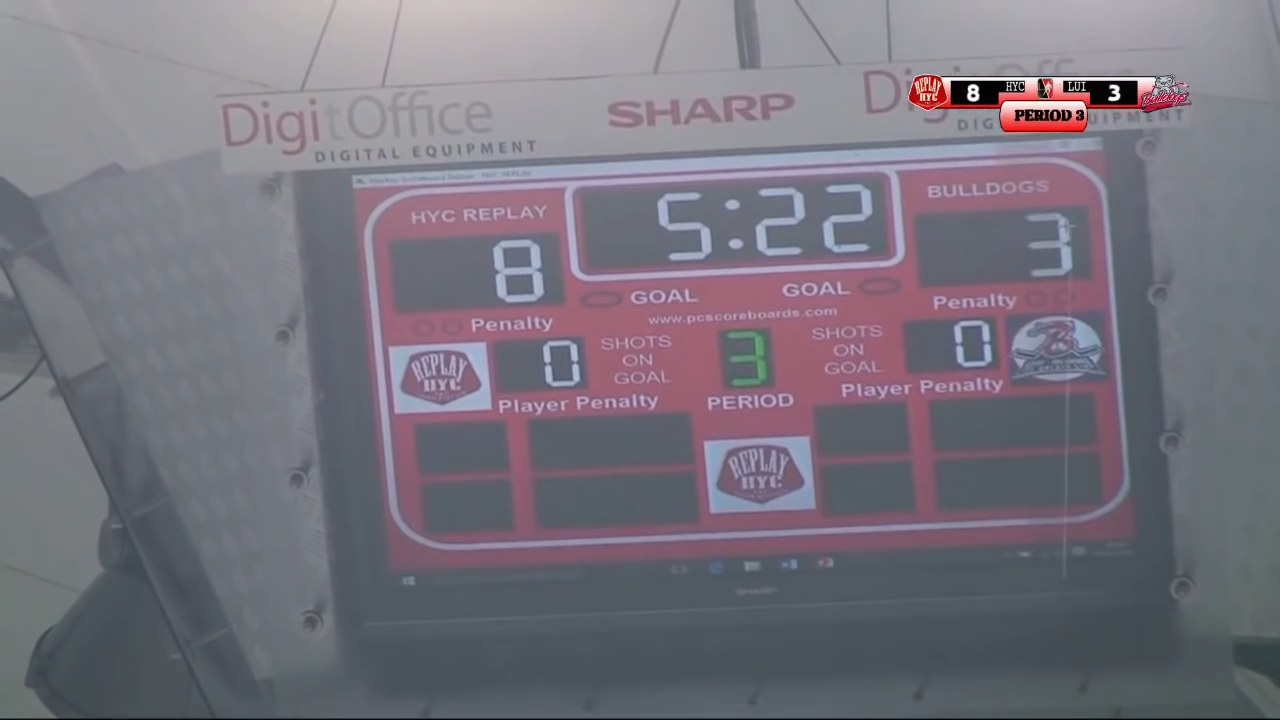 DigitOffice
DIGITAL EQUIPMENT
SHARP
REPLAY
HYC
8 HYC LUI 3
Bulldogs
PERIOD 3
HYC REPLAY
5:22
BULLDOGS
8
3
GOAL
GOAL
Penalty
www.pcscoreboards.com
Penalty
REPLAY
HYC
0
SHOTS
ON
GOAL
3
SHOTS
ON
GOAL
0
B
Player Penalty
PERIOD
Player Penalty
REPLAY
HYC
SHARP